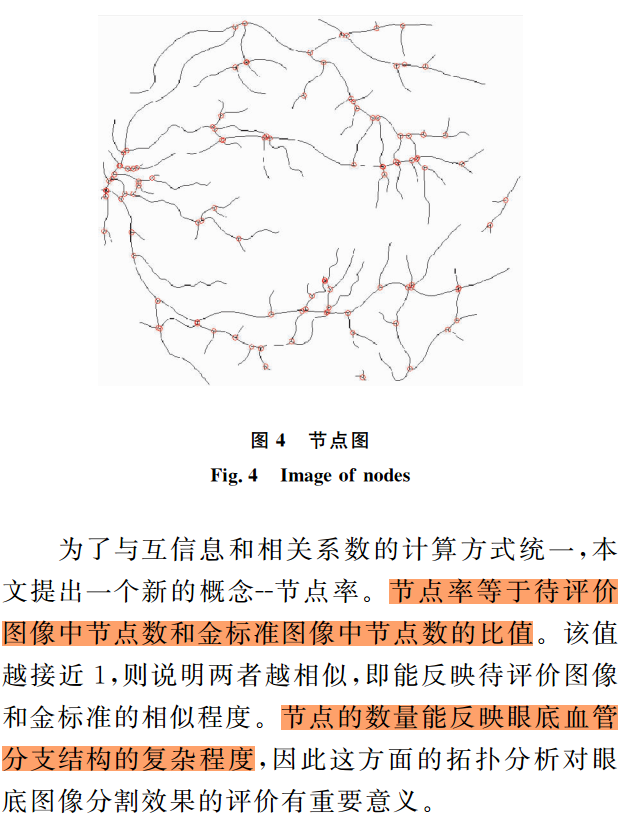 图 4 节点图
Fig. 4 Image of nodes
为了与互信息和相关系数的计算方式统一,本
文提出一个新的概念--节点率。节点率等于待评价
图像中节点数和金标准图像中节点数的比值。该值
越接近 1,则说明两者越相似,即能反映待评价图像
和金标准的相似程度。节点的数量能反映眼底血管
分支结构的复杂程度,因此这方面的拓扑分析对眼
底图像分割效果的评价有重要意义。